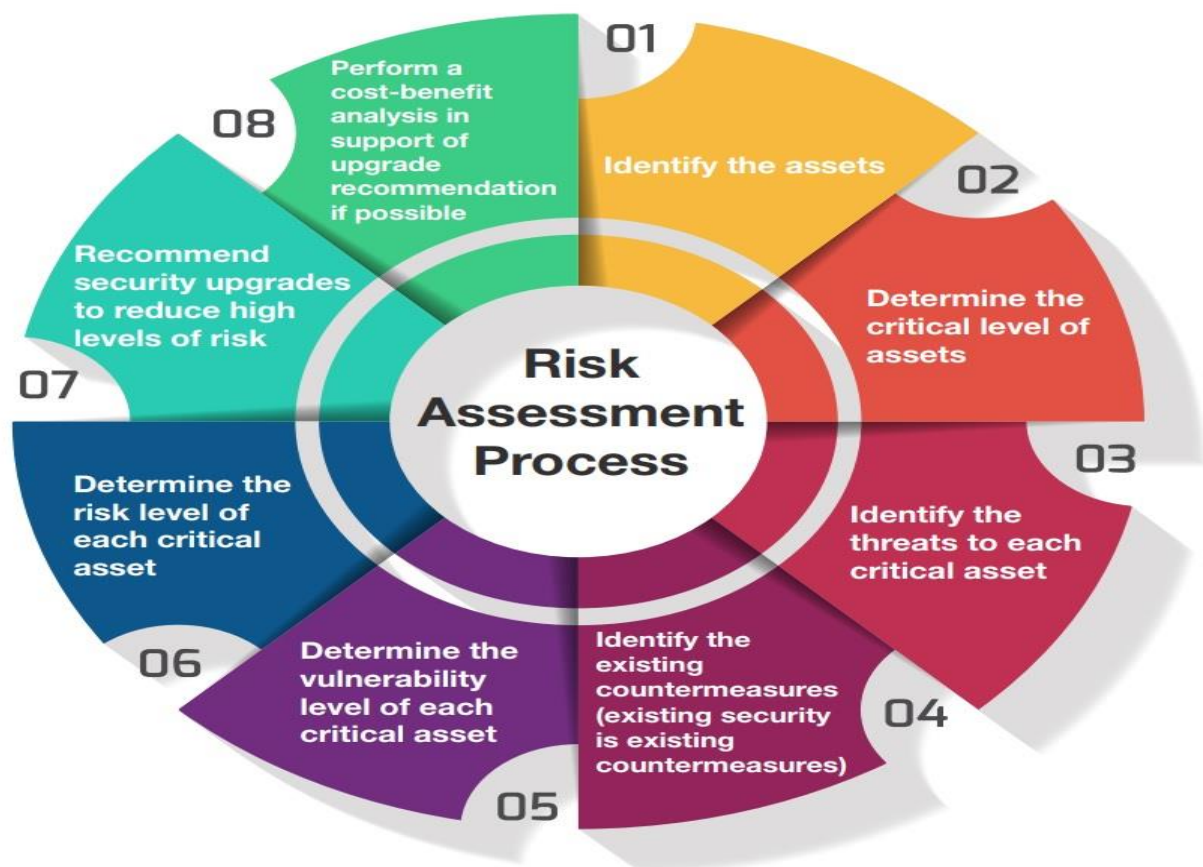 Risk
Assessment
Process
01
Identify the assets
02
Determine the
critical level of
assets
03
Identify the
threats to each
critical asset
04
Identify the
existing
countermeasures
(existing security
is existing
countermeasures)
05
Determine the
vulnerability
level of each
critical asset
06
Determine the
risk level of
each critical
asset
07
Recommend
security upgrades
to reduce high
levels of risk
08
Perform a
cost-benefit
analysis in
support of
upgrade
recommendation
if possible